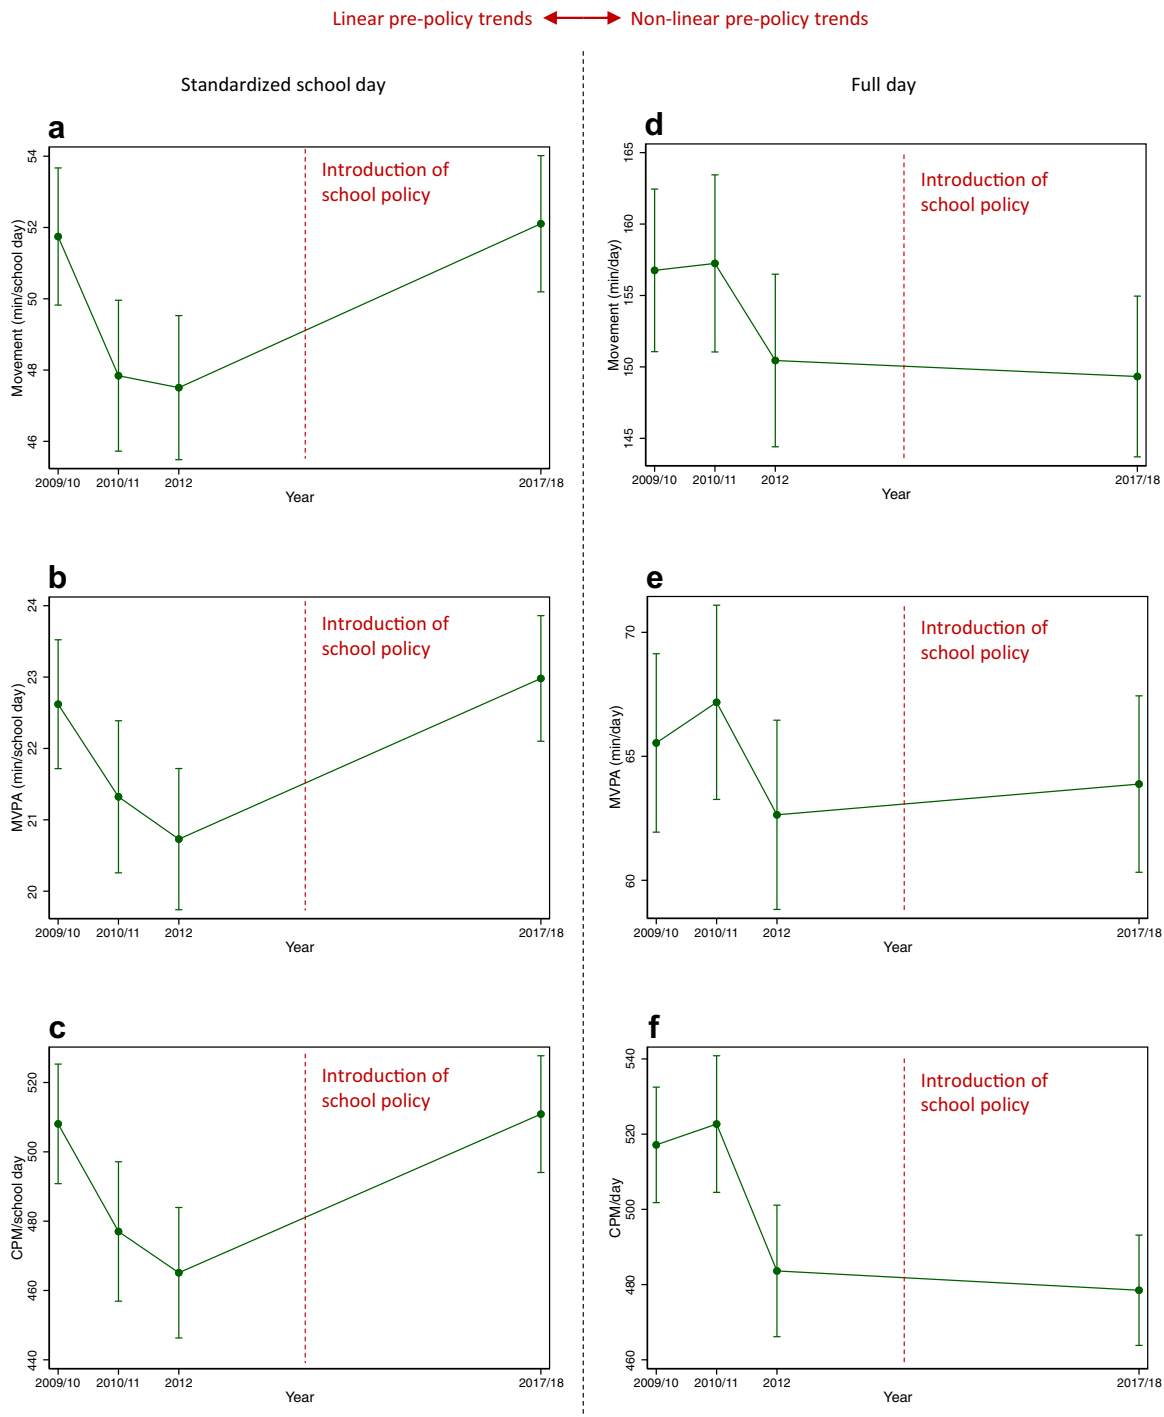 Linear pre-policy trends Non-linear pre-policy trends
Standardized school day
Full day
a
Movement (min/school day)
54
52
50
48
46
Introduction of
school policy
2009/10 2010/11 2012 2017/18
Year
d
Movement (min/day)
165
160
155
150
145
Introduction of
school policy
2009/10 2010/11 2012 2017/18
Year
b
MVPA (min/school day)
24
23
22
21
20
Introduction of
school policy
2009/10 2010/11 2012 2017/18
Year
e
MVPA (min/day)
70
65
60
Introduction of
school policy
2009/10 2010/11 2012 2017/18
Year
c
CPM/school day
520
500
480
460
440
Introduction of
school policy
2009/10 2010/11 2012 2017/18
Year
f
CPM/day
540
520
500
480
460
Introduction of
school policy
2009/10 2010/11 2012 2017/18
Year